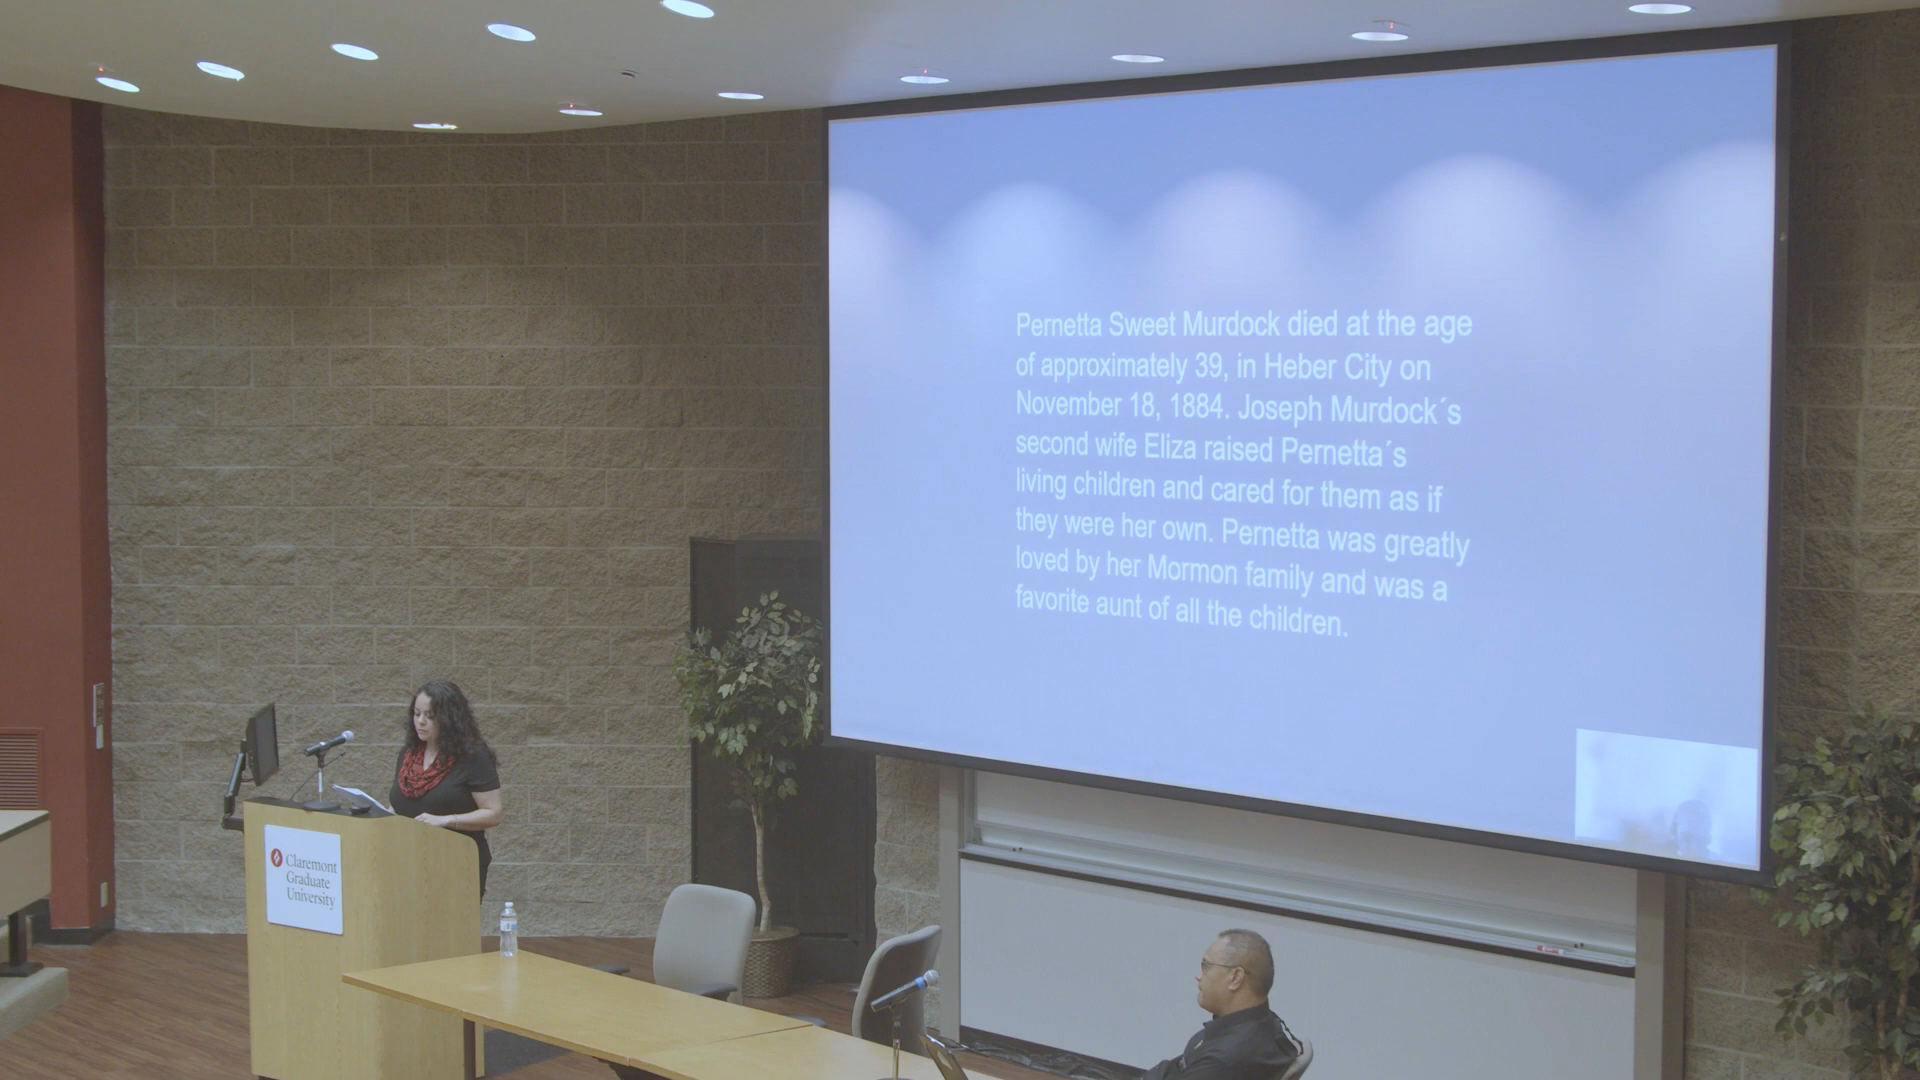 Pernetta Sweet Murdock died at the age
of approximately 39, in Heber City on
November 18, 1884. Joseph Murdock´s
second wife Eliza raised Pernetta´s
living children and cared for them as if
they were her own. Pernetta was greatly
loved by her Mormon family and was a
favorite aunt of all the children.
Claremont
Graduate
University